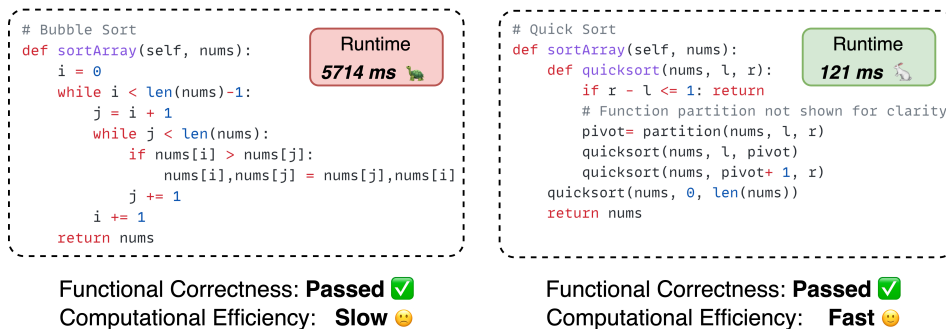 # Bubble Sort
def sortArray(self, nums):
    i = 0
    while i < len(nums)-1:
        j = i + 1
        while j < len(nums):
            if nums[i] > nums[j]:
                nums[i],nums[j] = nums[j],nums[i]
            j += 1
        i += 1
    return nums
Runtime
5714 ms 🐢
Functional Correctness: Passed ✅
Computational Efficiency: Slow 🙁
# Quick Sort
def sortArray(self, nums):
    def quicksort(nums, l, r):
        if r - l <= 1: return
        # Function partition not shown for clarity
        pivot= partition(nums, l, r)
        quicksort(nums, l, pivot)
        quicksort(nums, pivot+ 1, r)
    quicksort(nums, 0, len(nums))
    return nums
Runtime
121 ms 🐇
Functional Correctness: Passed ✅
Computational Efficiency: Fast 🙂